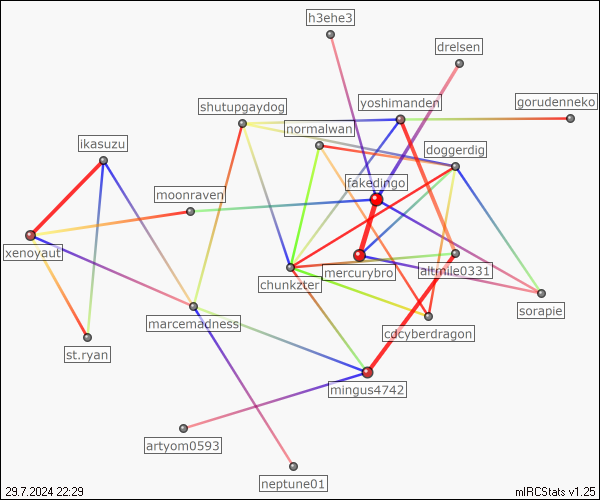 h3ehe3
drelsen
shutupgaydog
yoshimanden
gorudenneko
normalwan
ikasuzu
doggerdig
fakedingo
moonraven
xenoyaut
mercurybro
altmile0331
chunkzter
sorapie
marcemadness
cdcyberdragon
st.ryan
mingus4742
artyom0593
neptune01
29.7.2024 22:29
mIRCStats v1.25